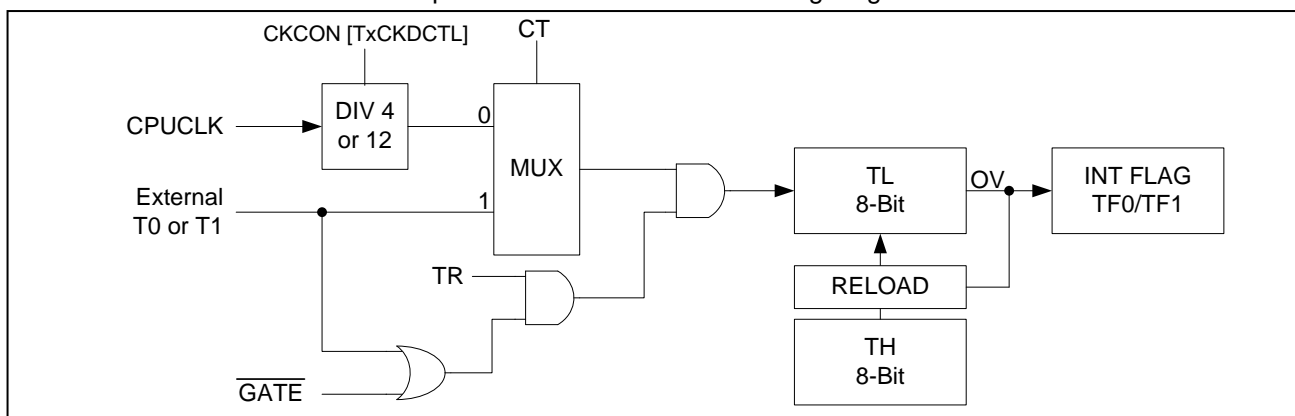 CKCON [TxCKDCTL]
CT
CPUCLK
DIV 4
or 12
0
MUX
External
T0 or T1
1
TL
8-Bit
OV
INT FLAG
TF0/TF1
TR
RELOAD
TH
8-Bit
GATE